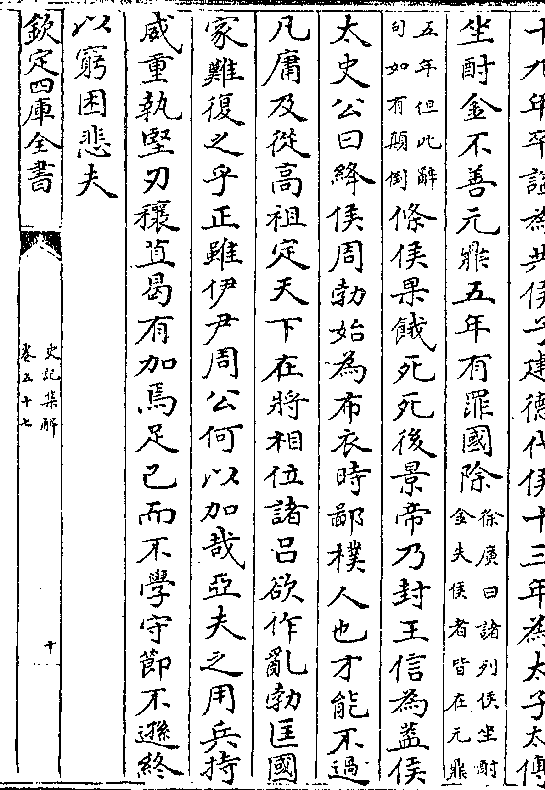 十九年卒諡為共侯子建德代侯十三年為太子太傅
坐酎金不善元鼎五年有罪國除徐廣曰諸列侯坐酎金失侯者皆在元鼎
五年但此辭句如有顛倒條侯果餓死死後景帝乃封王信為蓋侯
太史公曰絳侯周勃始為布衣時鄙樸人也才能不過
凡庸及從高祖定天下在將相位諸吕欲作亂勃匡國
家難復之乎正雖伊尹周公何以加哉亞夫之用兵持
威重執堅刃穰苴曷有加焉足已而不學守節不遜終
以窮困悲夫
欽定四庫全書
史記集解
卷五十七
十